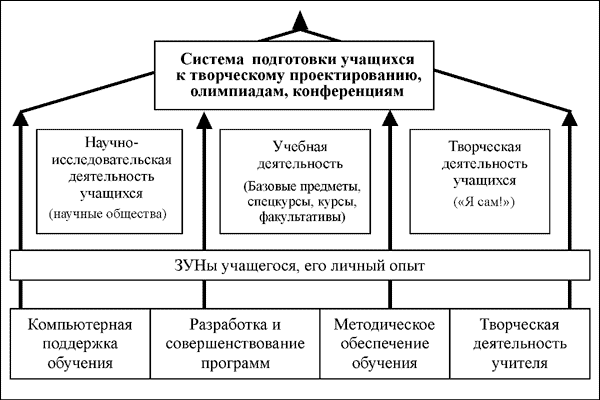 Система подготовки учащихся
к творческому проектированию,
олимпиадам, конференциям
Научно-
исследовательская
деятельность
учащихся
(научные общества)
Учебная
деятельность
(Базовые предметы,
спецкурсы, курсы,
факультативы)
Творческая
деятельность
учащихся
(«Я сам!»)
ЗУНы учащегося, его личный опыт
Компьютерная
поддержка
обучения
Разработка и
совершенствование
программ
Методическое
обеспечение
обучения
Творческая
деятельность
учителя